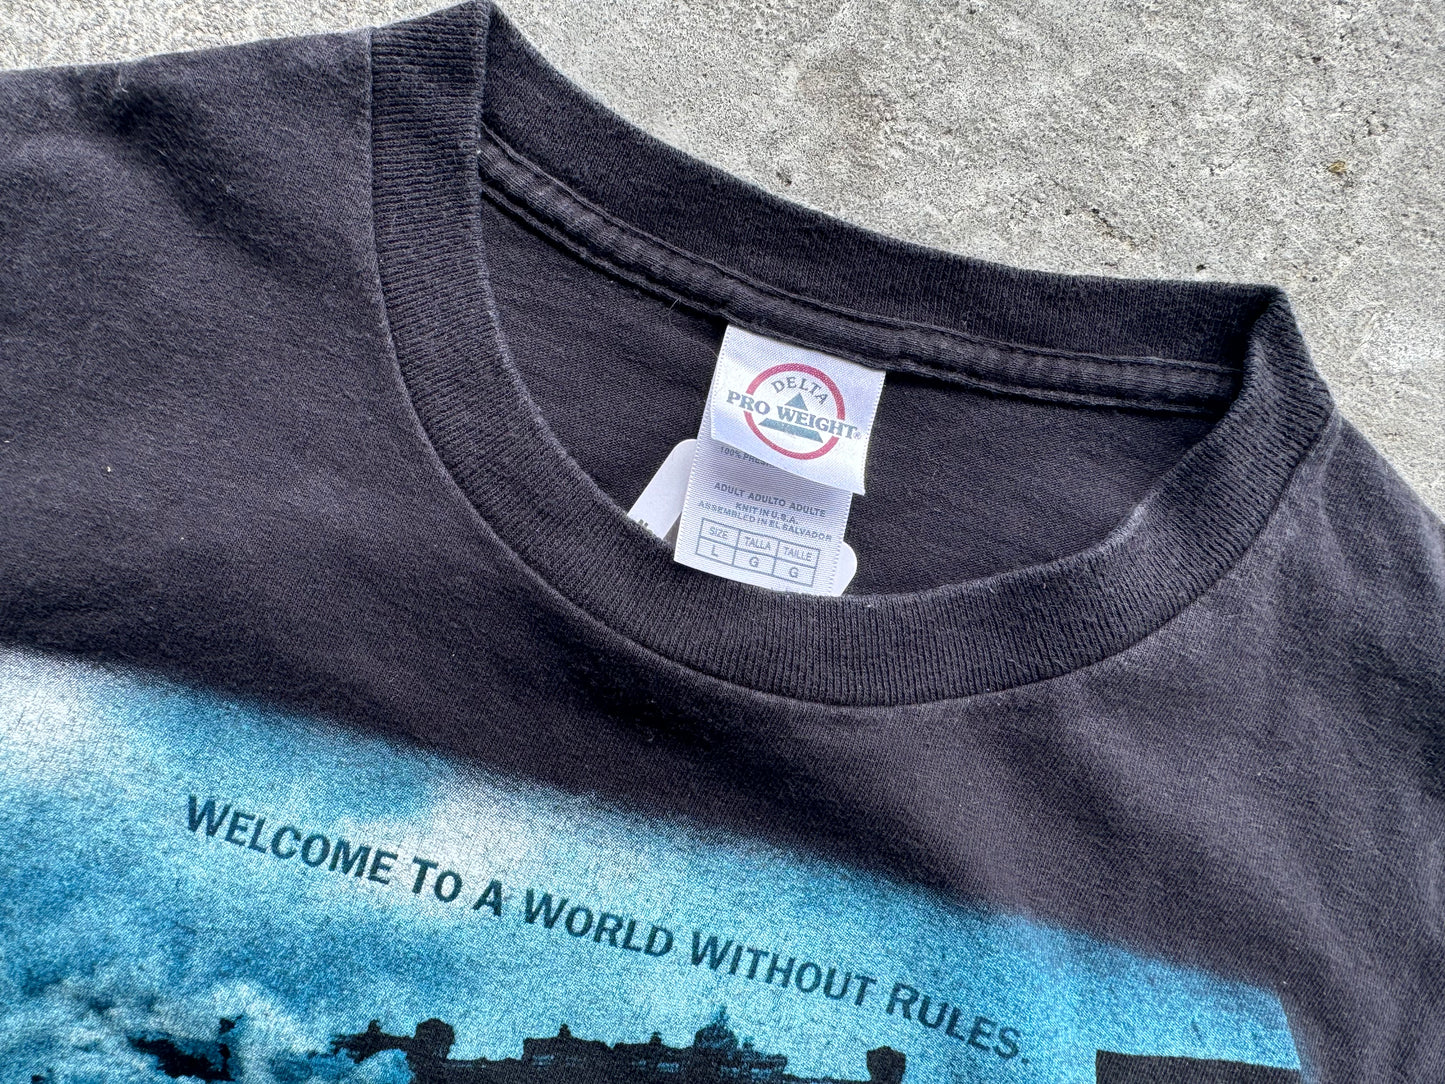 DELTA
PRO WEIGHT®
ADULT ADULTO ADULTE
KNIT IN U.S.A.
ASSEMBLED IN EL SALVADOR
SIZE TALLA TAILLE
L G G
WELCOME TO A WORLD WITHOUT RULES.